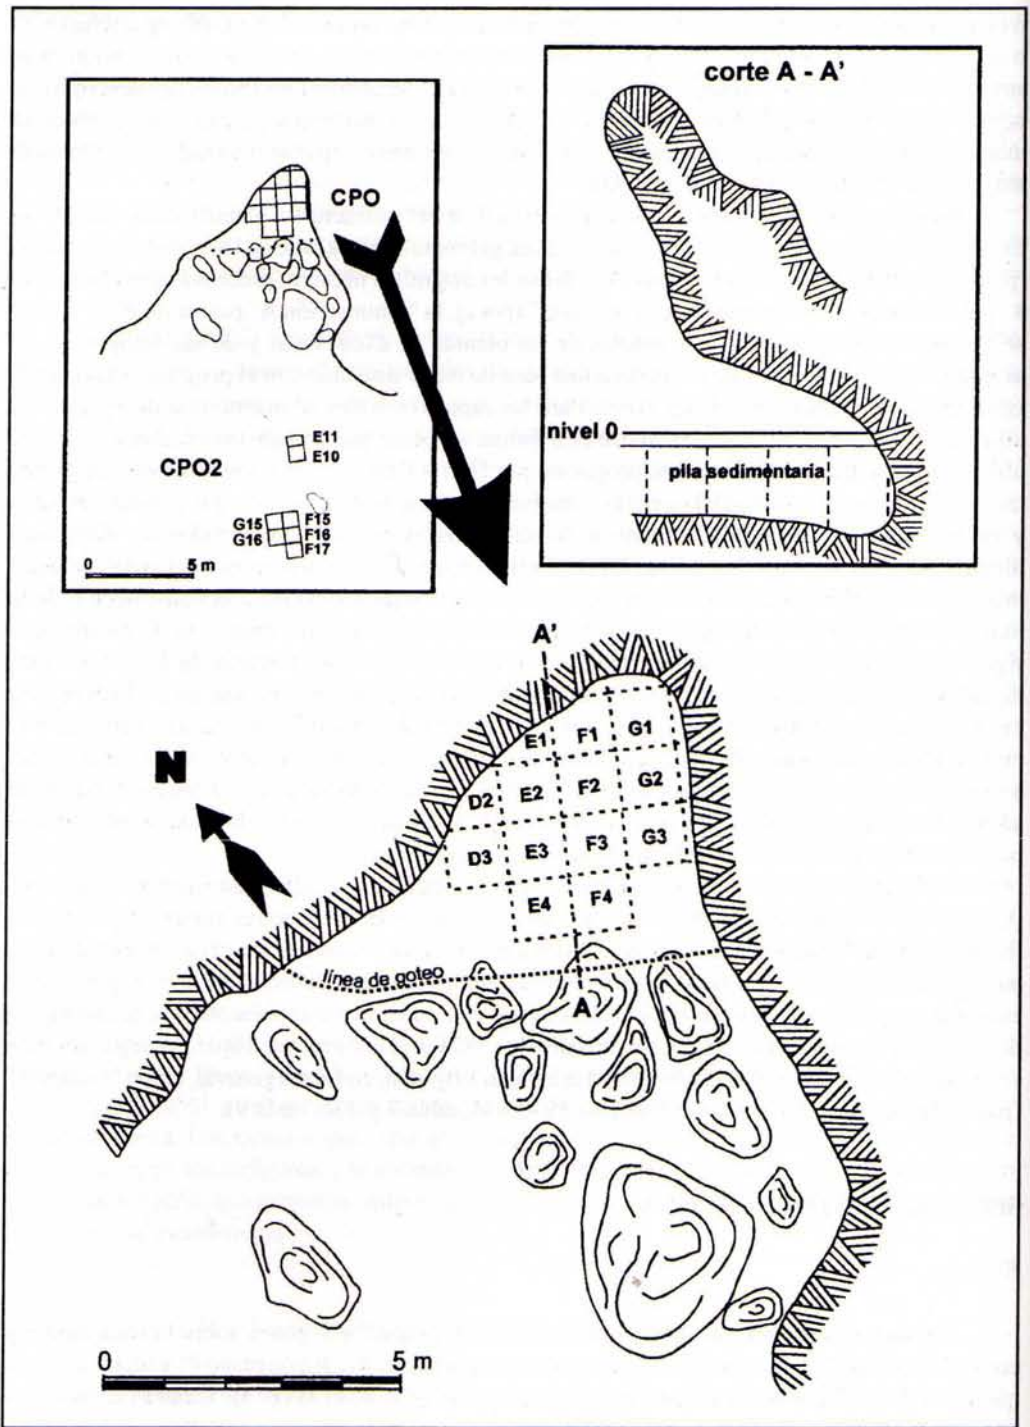 CPO
E11
E10
CPO2
G15 F15
G16 F16
F17
0 5 m
corte A - A'
nivel 0
pila sedimentaria
A'
N
E1 F1 G1
D2 E2 F2 G2
D3 E3 F3 G3
E4 F4
línea de goteo
A
0 5 m